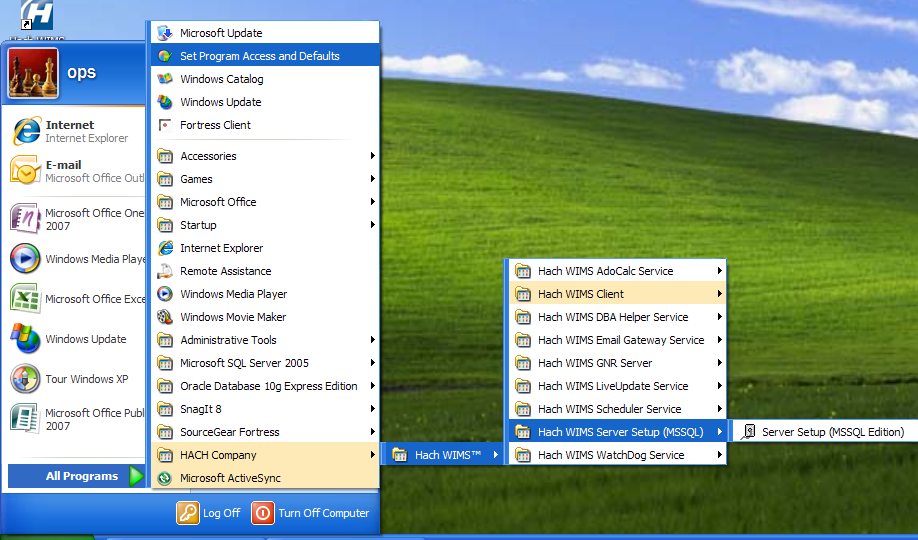 ops
Internet
Internet Explorer
E-mail
Microsoft Office Outl
Microsoft Office One
2007
Windows Media Playe
Microsoft Office Exce
Windows Update
Tour Windows XP
Microsoft Office Publ
2007
All Programs
Microsoft Update
Set Program Access and Defaults
Windows Catalog
Windows Update
Fortress Client
Accessories
Games
Microsoft Office
Startup
Internet Explorer
Remote Assistance
Windows Media Player
Windows Movie Maker
Administrative Tools
Microsoft SQL Server 2005
Oracle Database 10g Express Edition
SnagIt 8
SourceGear Fortress
HACH Company
Microsoft ActiveSync
Hach WIMS™
Hach WIMS AdoCalc Service
Hach WIMS Client
Hach WIMS DBA Helper Service
Hach WIMS Email Gateway Service
Hach WIMS GNR Server
Hach WIMS LiveUpdate Service
Hach WIMS Scheduler Service
Hach WIMS Server Setup (MSSQL)
Hach WIMS WatchDog Service
Server Setup (MSSQL Edition)
Log Off
Turn Off Computer